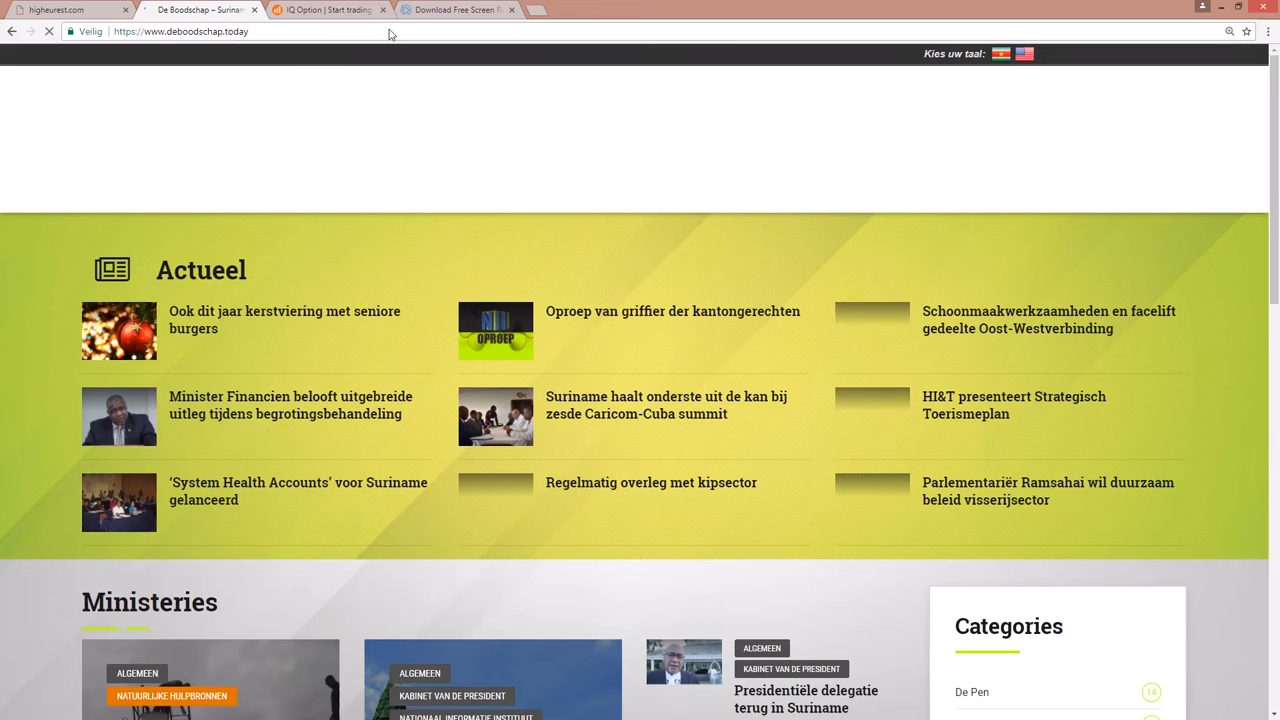 higheurest.com
De Boodschap – Surinam
IQ Option | Start trading
Download Free Screen R
Veilig
https://www.deboodschap.today
Kies uw taal:
Actueel
Ook dit jaar kerstviering met seniore
burgers
OPROEP
Oproep van griffier der kantongerechten
Schoonmaakwerkzaamheden en facelift
gedeelte Oost-Westverbinding
Minister Financien belooft uitgebreide
uitleg tijdens begrotingsbehandeling
Suriname haalt onderste uit de kan bij
zesde Caricom-Cuba summit
HI&T presenteert Strategisch
Toerismeplan
‘System Health Accounts’ voor Suriname
gelanceerd
Regelmatig overleg met kipsector
Parlementariër Ramsahai wil duurzaam
beleid visserijsector
Ministeries
ALGEMEEN
NATUURLIJKE HULPBRONNEN
ALGEMEEN
KABINET VAN DE PRESIDENT
NATIONAAL INFORMATIE INSTITUUT
ALGEMEEN
KABINET VAN DE PRESIDENT
Presidentiële delegatie
terug in Suriname
Categories
De Pen
14